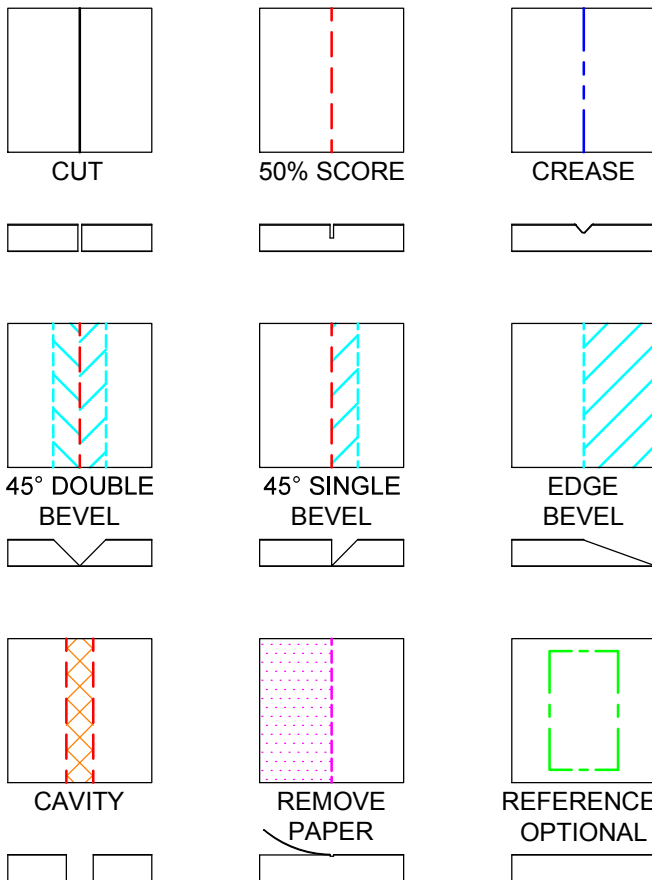 CUT
50% SCORE
CREASE
45° DOUBLE
BEVEL
45° SINGLE
BEVEL
EDGE
BEVEL
CAVITY
REMOVE
PAPER
REFERENCE
OPTIONAL